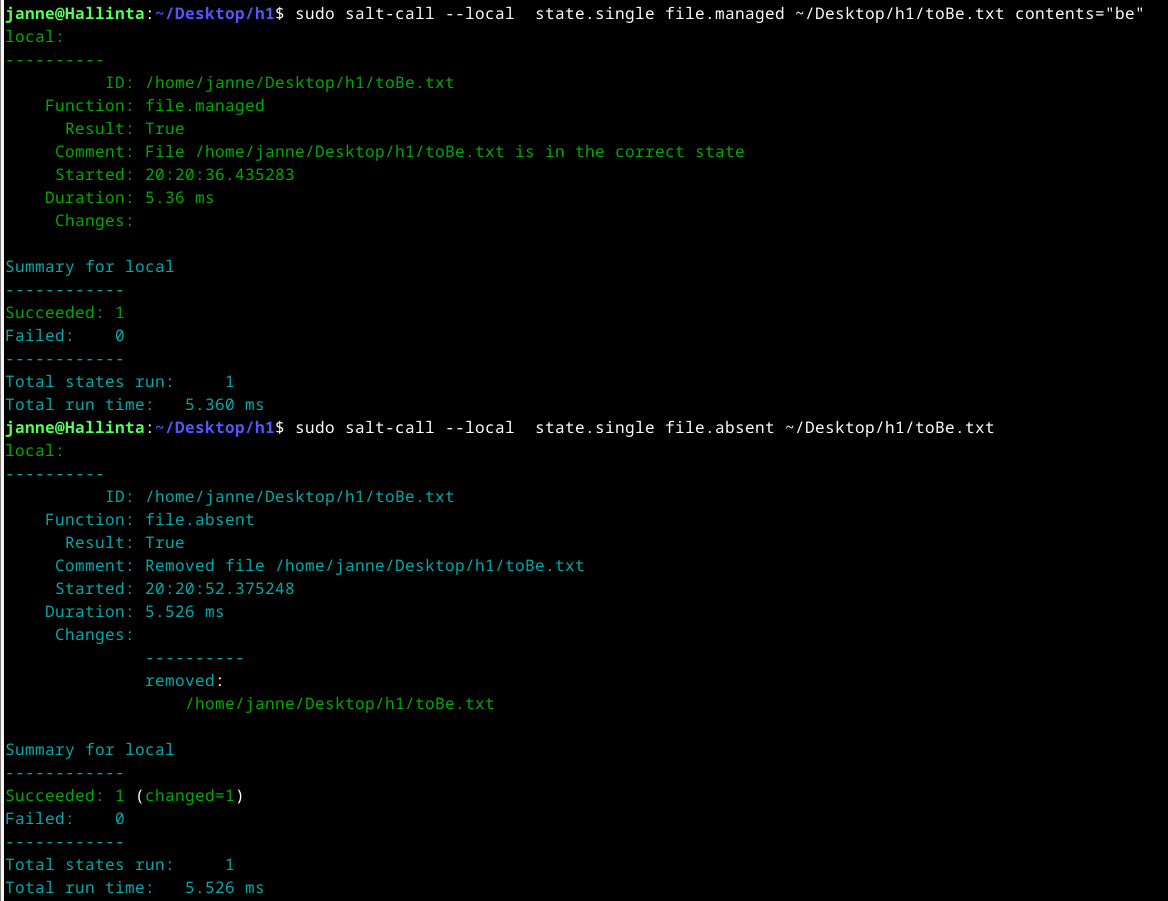 janne@Hallinta:~/Desktop/h1$ sudo salt-call --local  state.single file.managed ~/Desktop/h1/toBe.txt contents="be"
local:
----------
          ID: /home/janne/Desktop/h1/toBe.txt
    Function: file.managed
      Result: True
     Comment: File /home/janne/Desktop/h1/toBe.txt is in the correct state
     Started: 20:20:36.435283
    Duration: 5.36 ms
     Changes:

Summary for local
------------
Succeeded: 1
Failed:    0
------------
Total states run:     1
Total run time:   5.360 ms
janne@Hallinta:~/Desktop/h1$ sudo salt-call --local  state.single file.absent ~/Desktop/h1/toBe.txt
local:
----------
          ID: /home/janne/Desktop/h1/toBe.txt
    Function: file.absent
      Result: True
     Comment: Removed file /home/janne/Desktop/h1/toBe.txt
     Started: 20:20:52.375248
    Duration: 5.526 ms
     Changes:
              ----------
              removed:
                  /home/janne/Desktop/h1/toBe.txt

Summary for local
------------
Succeeded: 1 (changed=1)
Failed:    0
------------
Total states run:     1
Total run time:   5.526 ms